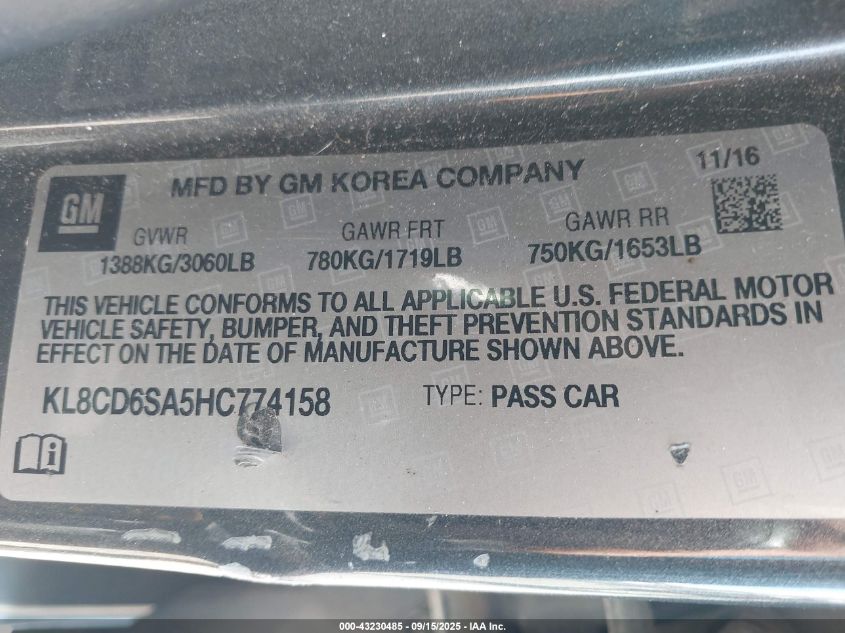 GM
MFD BY GM KOREA COMPANY
11/16
GVWR
GAWR FRT
GAWR RR
1388KG/3060LB
780KG/1719LB
750KG/1653LB
THIS VEHICLE CONFORMS TO ALL APPLICABLE U.S. FEDERAL MOTOR
VEHICLE SAFETY, BUMPER, AND THEFT PREVENTION STANDARDS IN
EFFECT ON THE DATE OF MANUFACTURE SHOWN ABOVE.
KL8CD6SA5HC774158
TYPE: PASS CAR
000-43230485 - 09/15/2025 - IAA Inc.